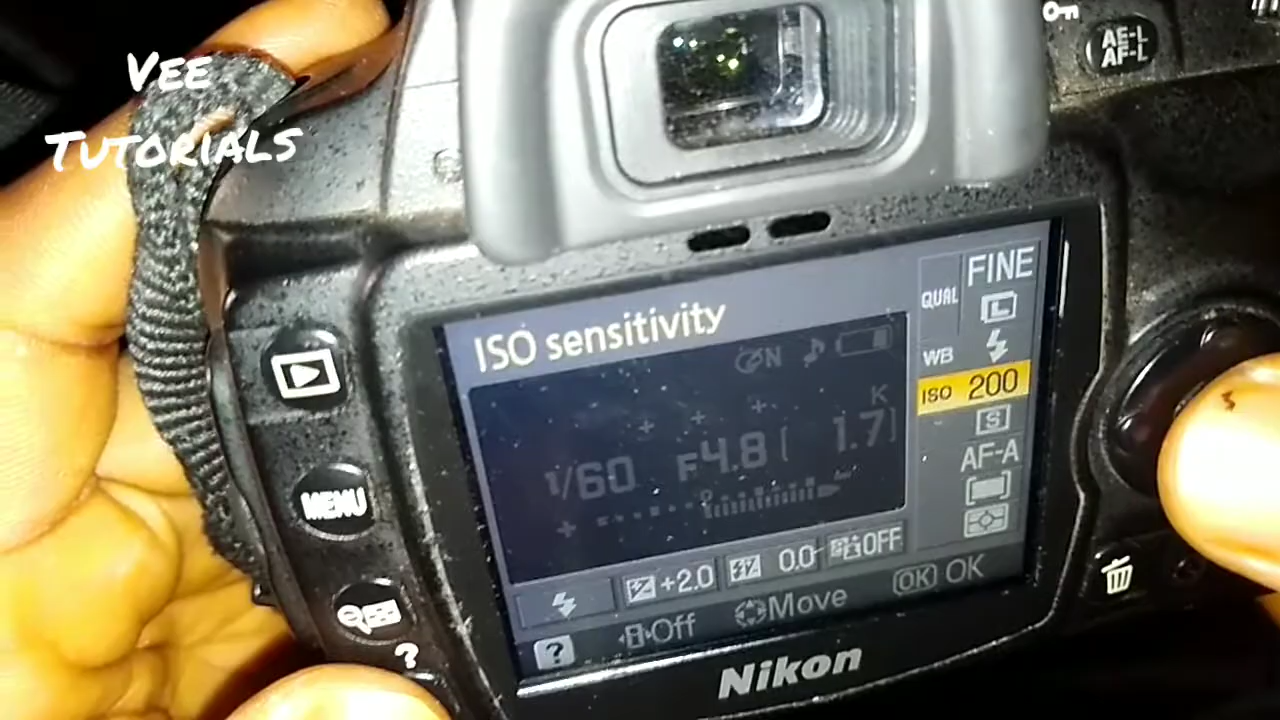 VEE
TUTORIALS
AE-L
AF-L
ISO sensitivity
QUAL FINE
L
WB
ISO 200
S
AF-A
N
K
1/60 F4.8 [ 1.7]
+2.0 0.0 OFF
? Off Move OK OK
MENU
?
Nikon